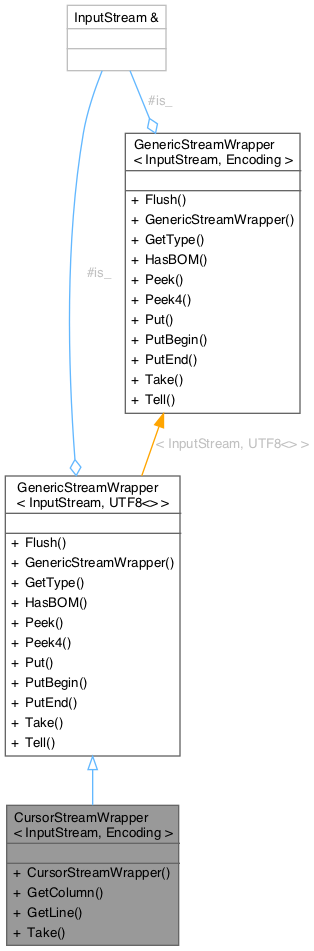 InputStream &
#is_
GenericStreamWrapper
< InputStream, Encoding >
+ Flush()
+ GenericStreamWrapper()
+ GetType()
+ HasBOM()
+ Peek()
+ Peek4()
+ Put()
+ PutBegin()
+ PutEnd()
+ Take()
+ Tell()
#is_
< InputStream, UTF8<> >
GenericStreamWrapper
< InputStream, UTF8<> >
+ Flush()
+ GenericStreamWrapper()
+ GetType()
+ HasBOM()
+ Peek()
+ Peek4()
+ Put()
+ PutBegin()
+ PutEnd()
+ Take()
+ Tell()
CursorStreamWrapper
< InputStream, Encoding >
+ CursorStreamWrapper()
+ GetColumn()
+ GetLine()
+ Take()